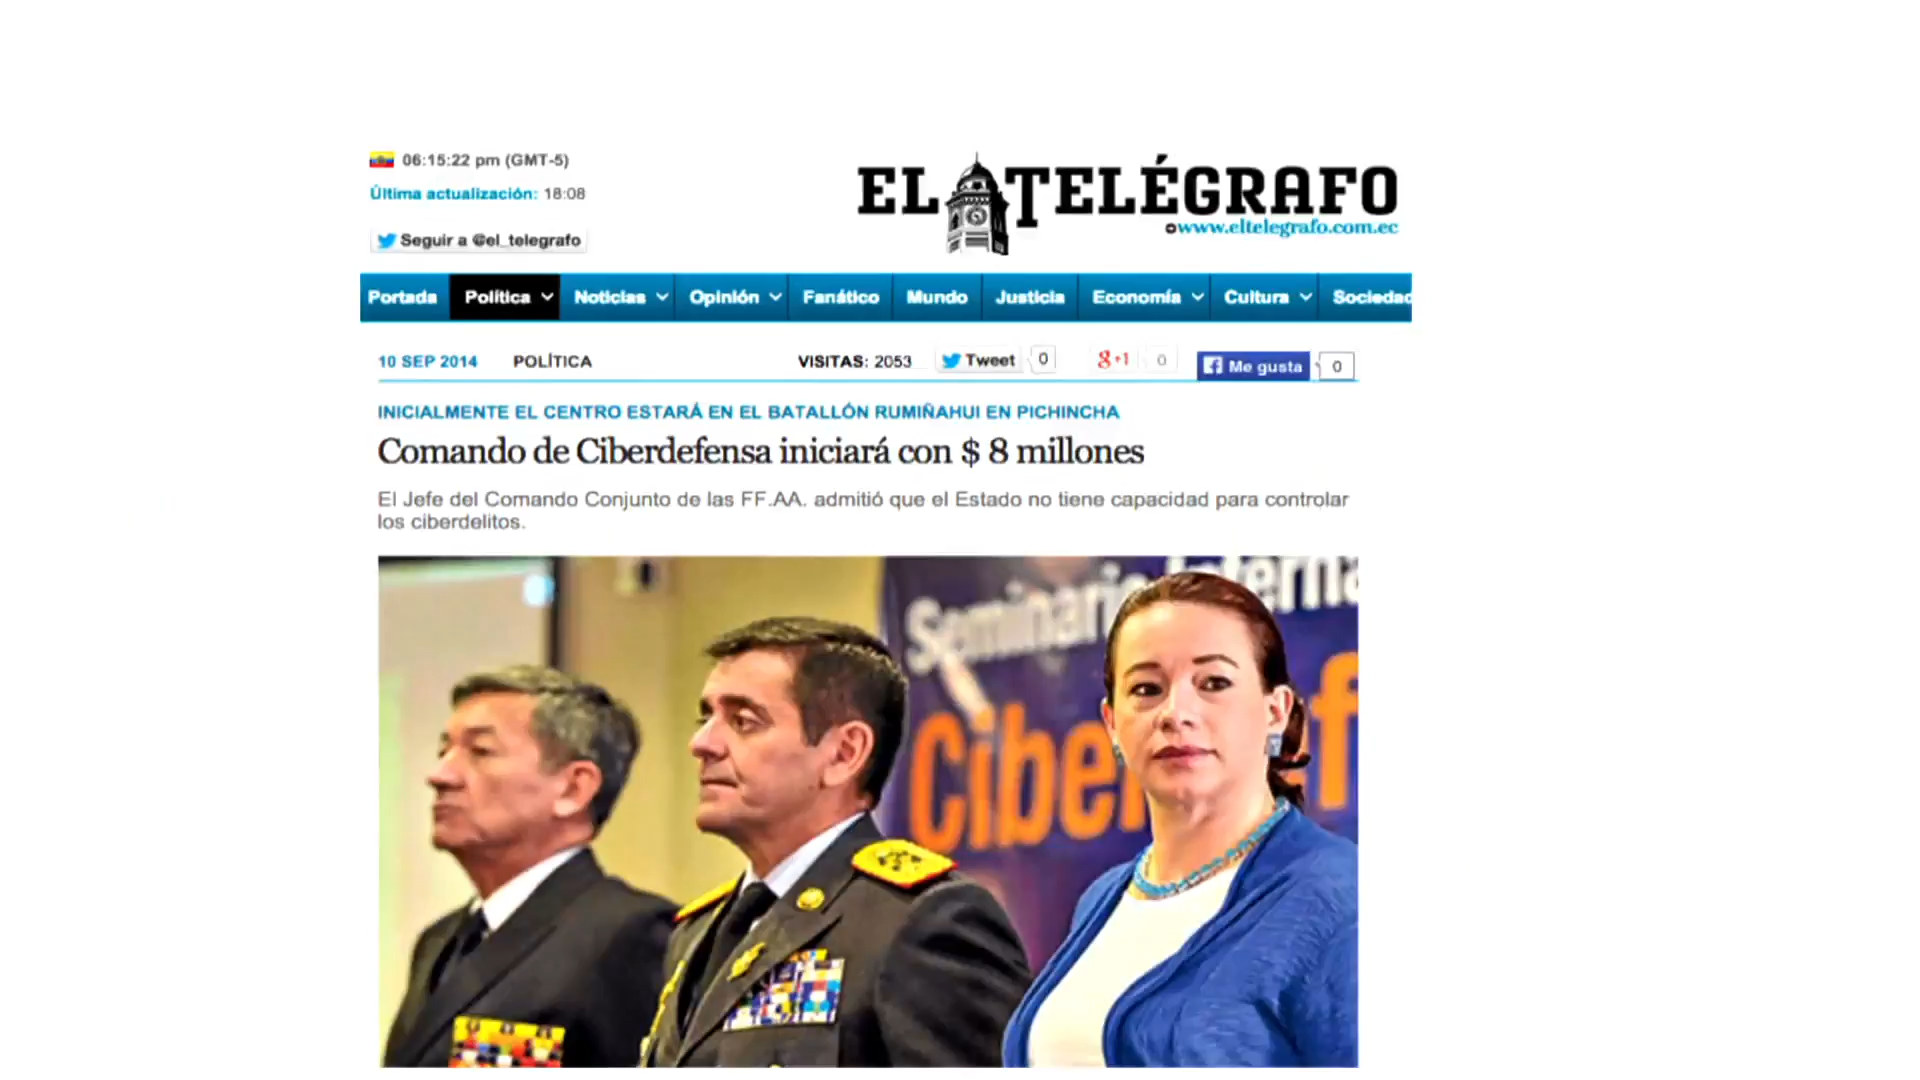 06:15:22 pm (GMT-5)
Última actualización: 18:08
Seguir a @el_telegrafo
EL TELÉGRAFO
www.eltelegrafo.com.ec
Portada Política Noticias Opinión Fanático Mundo Justicia Economía Cultura Sociedad
10 SEP 2014 POLÍTICA VISITAS: 2053 Tweet 0 g+1 0 Me gusta 0
INICIALMENTE EL CENTRO ESTARÁ EN EL BATALLÓN RUMIÑAHUI EN PICHINCHA
Comando de Ciberdefensa iniciará con $ 8 millones
El Jefe del Comando Conjunto de las FF.AA. admitió que el Estado no tiene capacidad para controlar
los ciberdelitos.
Seminario Interna
Ciber f